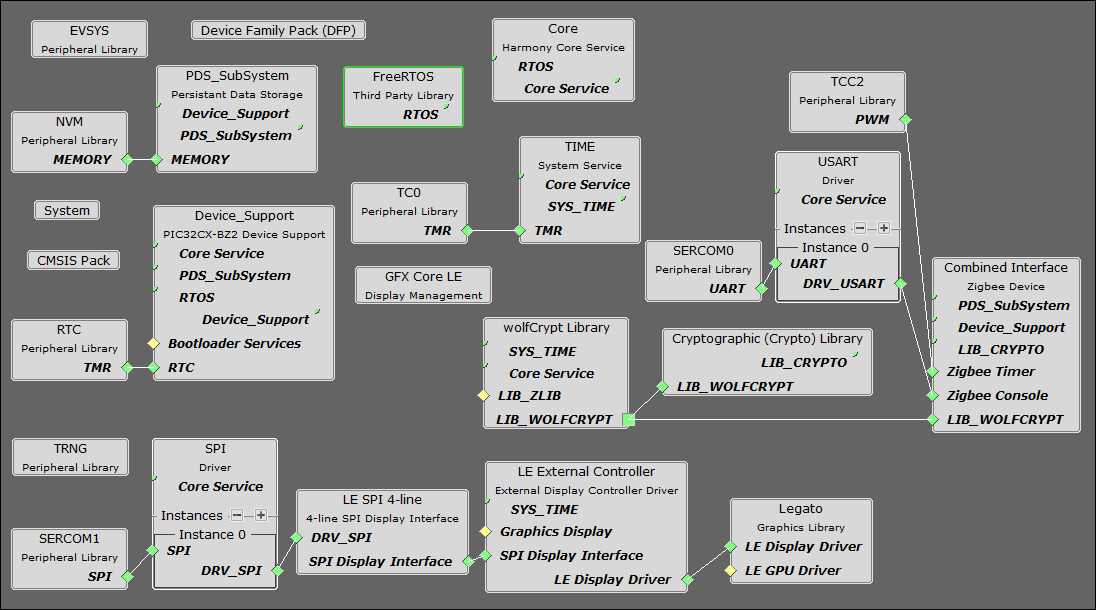 EVSYS
Peripheral Library
Device Family Pack (DFP)
Core
Harmony Core Service
RTOS
Core Service
PDS_SubSystem
Persistant Data Storage
Device_Support
PDS_SubSystem
MEMORY
FreeRTOS
Third Party Library
RTOS
TCC2
Peripheral Library
PWM
NVM
Peripheral Library
MEMORY
TIME
System Service
Core Service
SYS_TIME
TMR
USART
Driver
Core Service
Instances
Instance 0
UART
DRV_USART
System
TC0
Peripheral Library
TMR
Device_Support
PIC32CX-BZ2 Device Support
Core Service
PDS_SubSystem
RTOS
Device_Support
Bootloader Services
RTC
SERCOM0
Peripheral Library
UART
CMSIS Pack
GFX Core LE
Display Management
Combined Interface
Zigbee Device
PDS_SubSystem
Device_Support
LIB_CRYPTO
Zigbee Timer
Zigbee Console
LIB_WOLFCRYPT
RTC
Peripheral Library
TMR
wolfCrypt Library
SYS_TIME
Core Service
LIB_ZLIB
LIB_WOLFCRYPT
Cryptographic (Crypto) Library
LIB_CRYPTO
LIB_WOLFCRYPT
TRNG
Peripheral Library
SPI
Driver
Core Service
Instances
Instance 0
SPI
DRV_SPI
LE SPI 4-line
4-line SPI Display Interface
DRV_SPI
SPI Display Interface
LE External Controller
External Display Controller Driver
SYS_TIME
Graphics Display
SPI Display Interface
LE Display Driver
Legato
Graphics Library
LE Display Driver
LE GPU Driver
SERCOM1
Peripheral Library
SPI